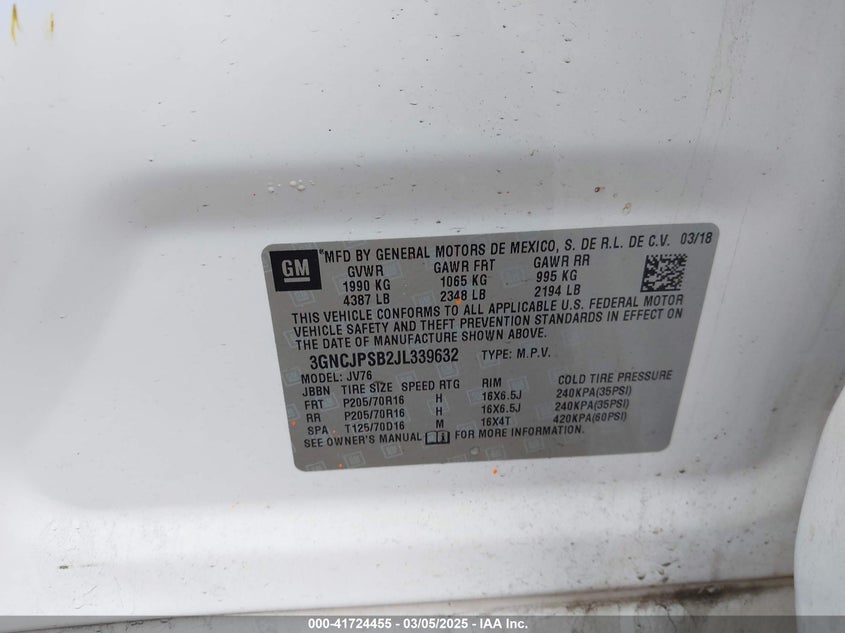 GM
®MFD BY GENERAL MOTORS DE MEXICO, S. DE R.L. DE C.V. 03/18
GVWR GAWR FRT GAWR RR
1990 KG 1065 KG 995 KG
4387 LB 2348 LB 2194 LB
THIS VEHICLE CONFORMS TO ALL APPLICABLE U.S. FEDERAL MOTOR
VEHICLE SAFETY AND THEFT PREVENTION STANDARDS IN EFFECT ON
THE DATE OF MANUFACTURE SHOWN ABOVE.
3GNCJPSB2JL339632 TYPE: M.P.V.
MODEL: JV76
JBBN TIRE SIZE SPEED RTG RIM COLD TIRE PRESSURE
FRT P205/70R16 H 16X6.5J 240KPA(35PSI)
RR P205/70R16 H 16X6.5J 240KPA(35PSI)
SPA T125/70D16 M 16X4T 420KPA(60PSI)
SEE OWNER'S MANUAL FOR MORE INFORMATION.
000-41724455 - 03/05/2025 - IAA Inc.